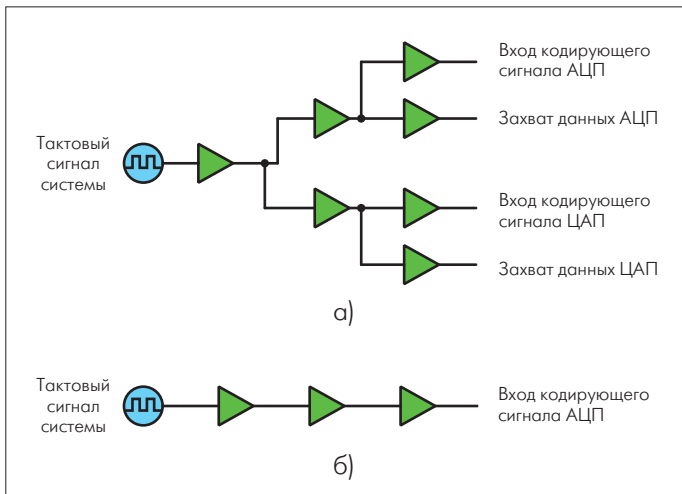 Вход кодирующего
сигнала АЦП
Захват данных АЦП
Тактовый
сигнал
системы
Вход кодирующего
сигнала ЦАП
Захват данных ЦАП
а)
Тактовый
сигнал
системы
Вход кодирующего
сигнала АЦП
б)